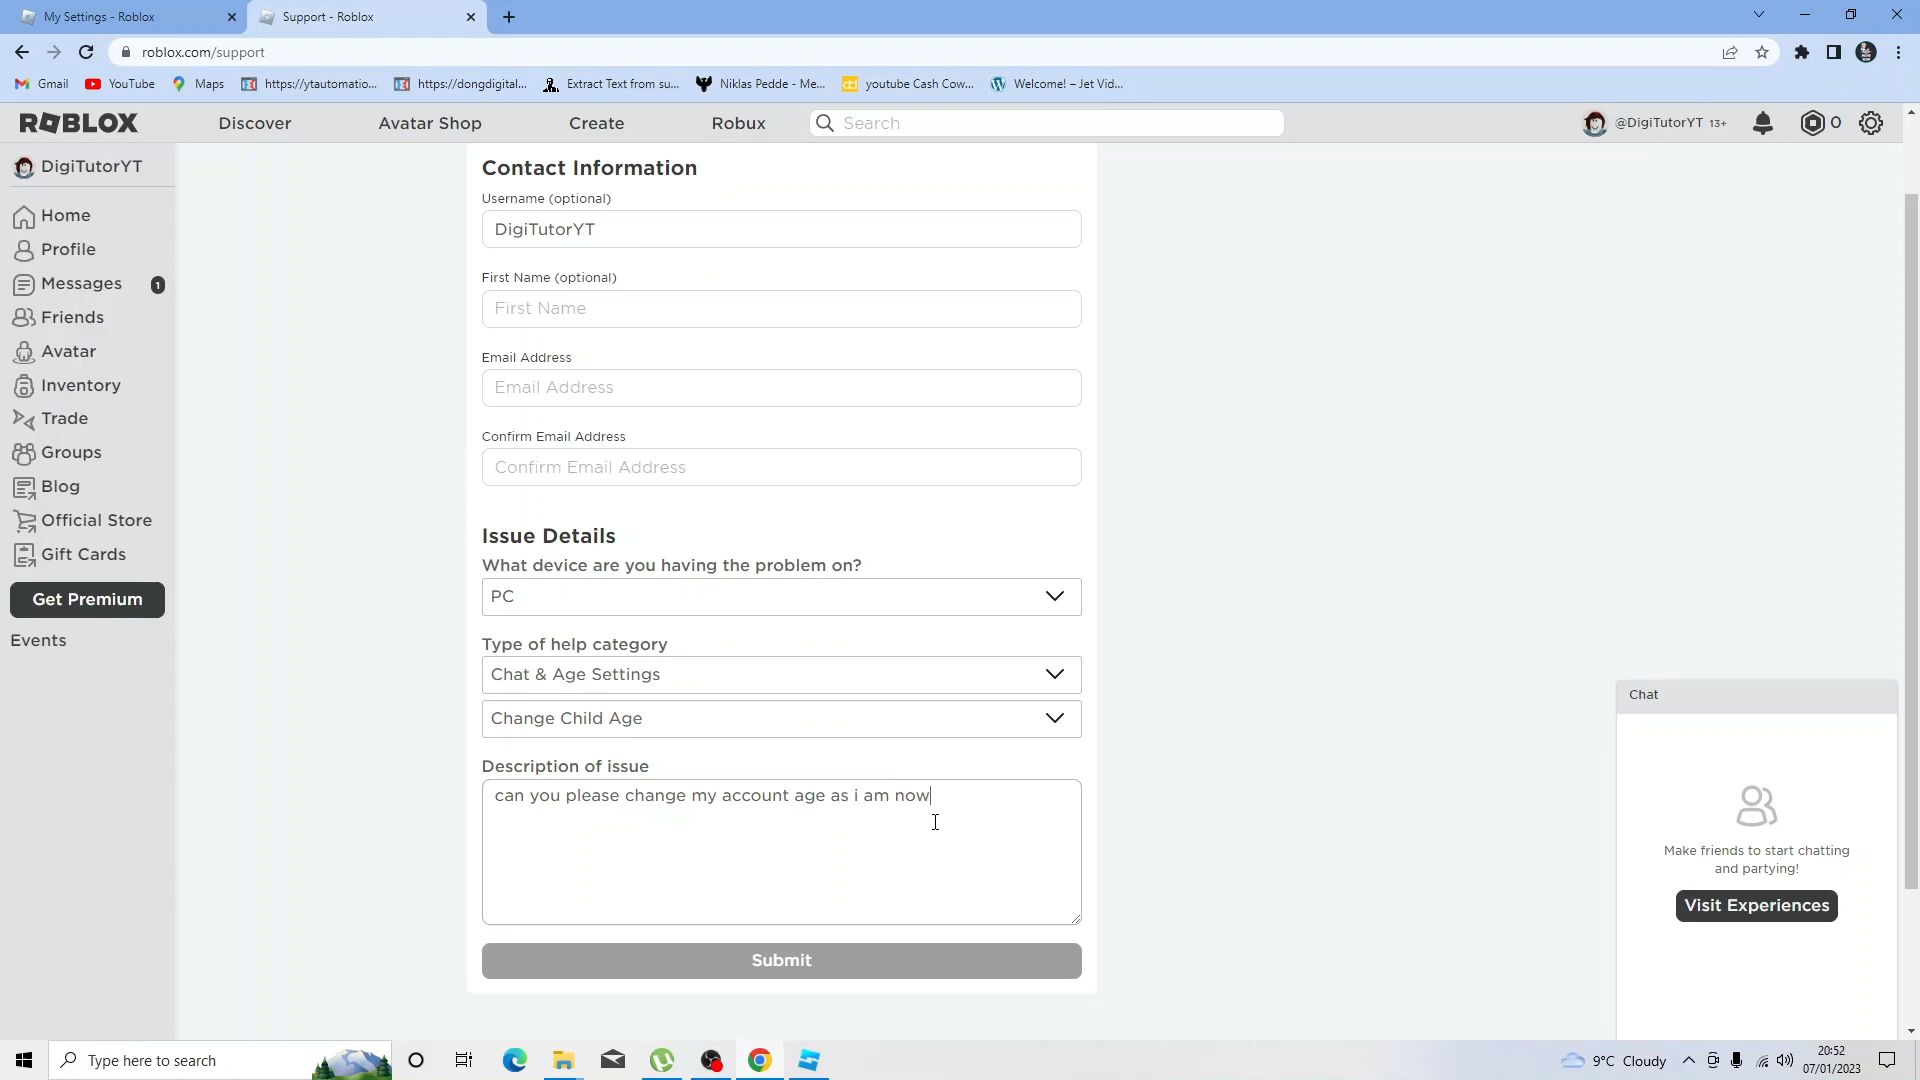 My Settings - Roblox
Support - Roblox
roblox.com/support
Gmail
YouTube
Maps
https://ytautomatio...
https://dongdigital...
Extract Text from su...
Niklas Pedde - Me...
youtube Cash Cow...
Welcome! – Jet Vid...
ROBLOX
Discover
Avatar Shop
Create
Robux
Search
@DigiTutorYT 13+
0
DigiTutorYT
Home
Profile
Messages
1
Friends
Avatar
Inventory
Trade
Groups
Blog
Official Store
Gift Cards
Get Premium
Events
Contact Information
Username (optional)
DigiTutorYT
First Name (optional)
First Name
Email Address
Email Address
Confirm Email Address
Confirm Email Address
Issue Details
What device are you having the problem on?
PC
Type of help category
Chat & Age Settings
Change Child Age
Description of issue
can you please change my account age as i am now
Submit
Chat
Make friends to start chatting
and partying!
Visit Experiences
Type here to search
9°C Cloudy
20:52
07/01/2023